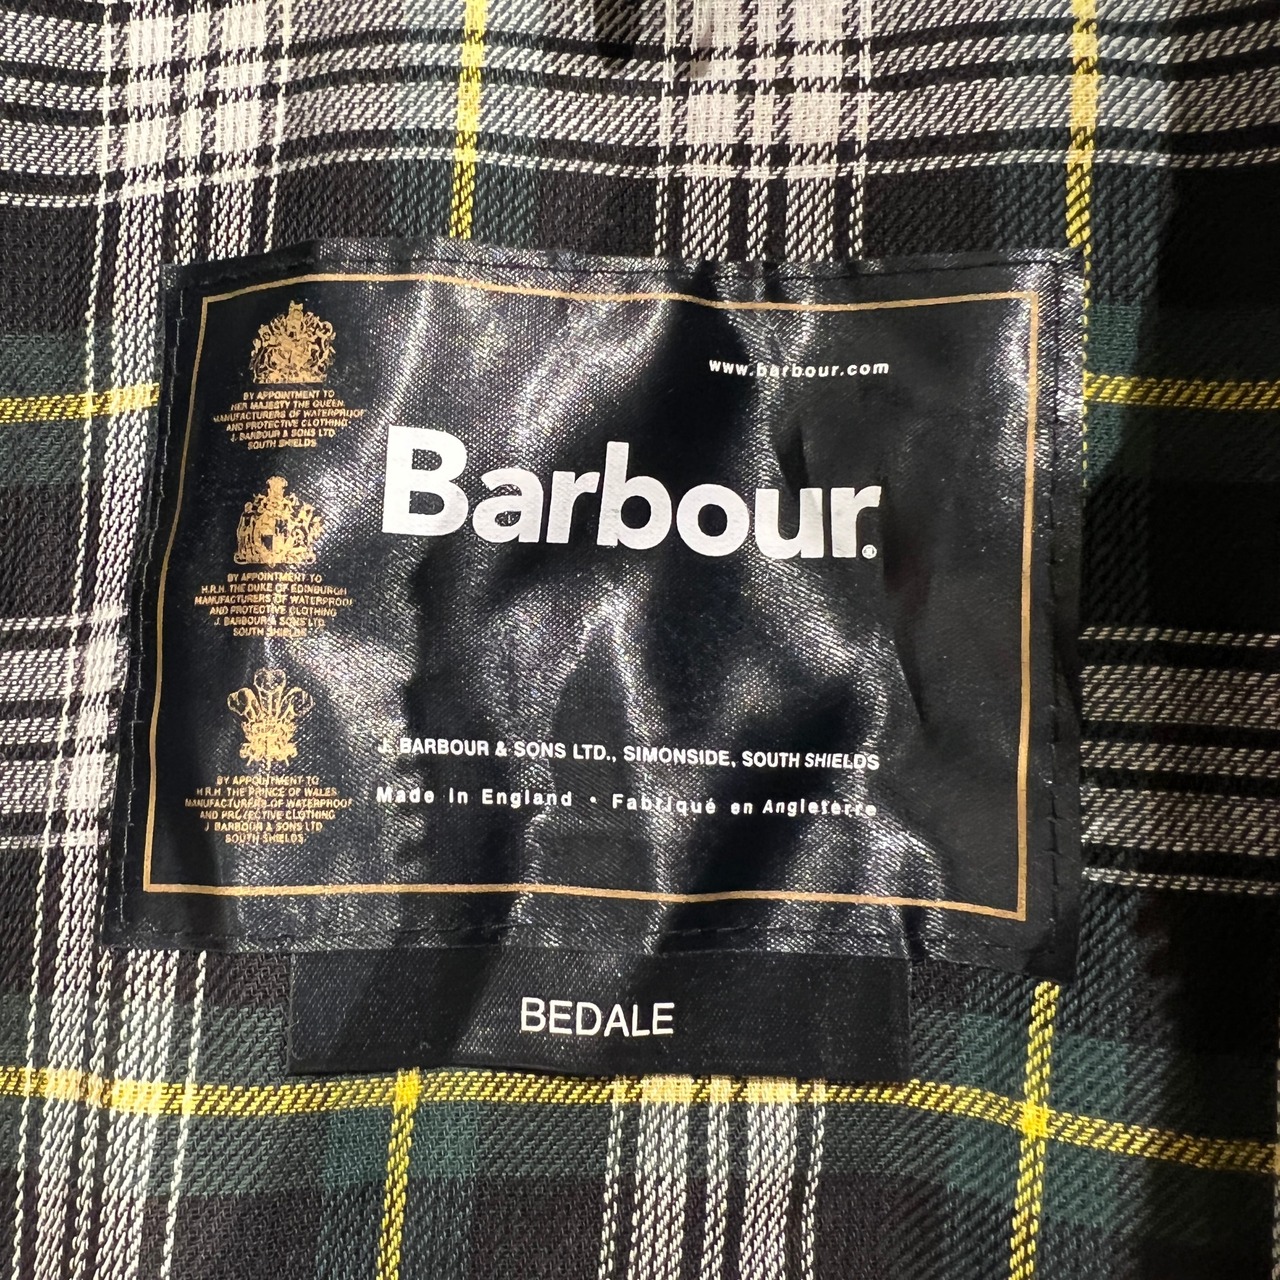 www.barbour.com
BY APPOINTMENT TO
HER MAJESTY THE QUEEN
MANUFACTURERS OF WATERPROOF
AND PROTECTIVE CLOTHING
J. BARBOUR & SONS LTD
SOUTH SHIELDS
Barbour®
BY APPOINTMENT TO
H.R.H. THE DUKE OF EDINBURGH
MANUFACTURERS OF WATERPROOF
AND PROTECTIVE CLOTHING
J. BARBOUR & SONS LTD
SOUTH SHIELDS
BY APPOINTMENT TO
H.R.H. THE PRINCE OF WALES
MANUFACTURERS OF WATERPROOF
AND PROTECTIVE CLOTHING
J BARBOUR & SONS LTD
SOUTH SHIELDS
J. BARBOUR & SONS LTD., SIMONSIDE, SOUTH SHIELDS
Made in England • Fabriqué en Angleterre
BEDALE